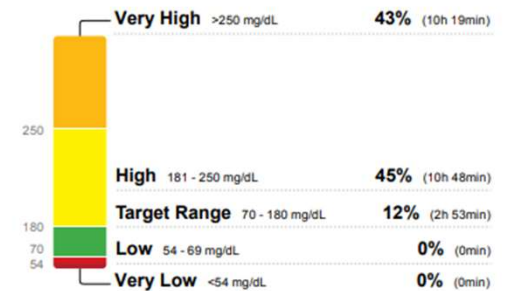 Very High >250 mg/dL 43% (10h 19min)
250
High 181 - 250 mg/dL 45% (10h 48min)
Target Range 70 - 180 mg/dL 12% (2h 53min)
180
70 Low 54 - 69 mg/dL 0% (0min)
54
Very Low <54 mg/dL 0% (0min)